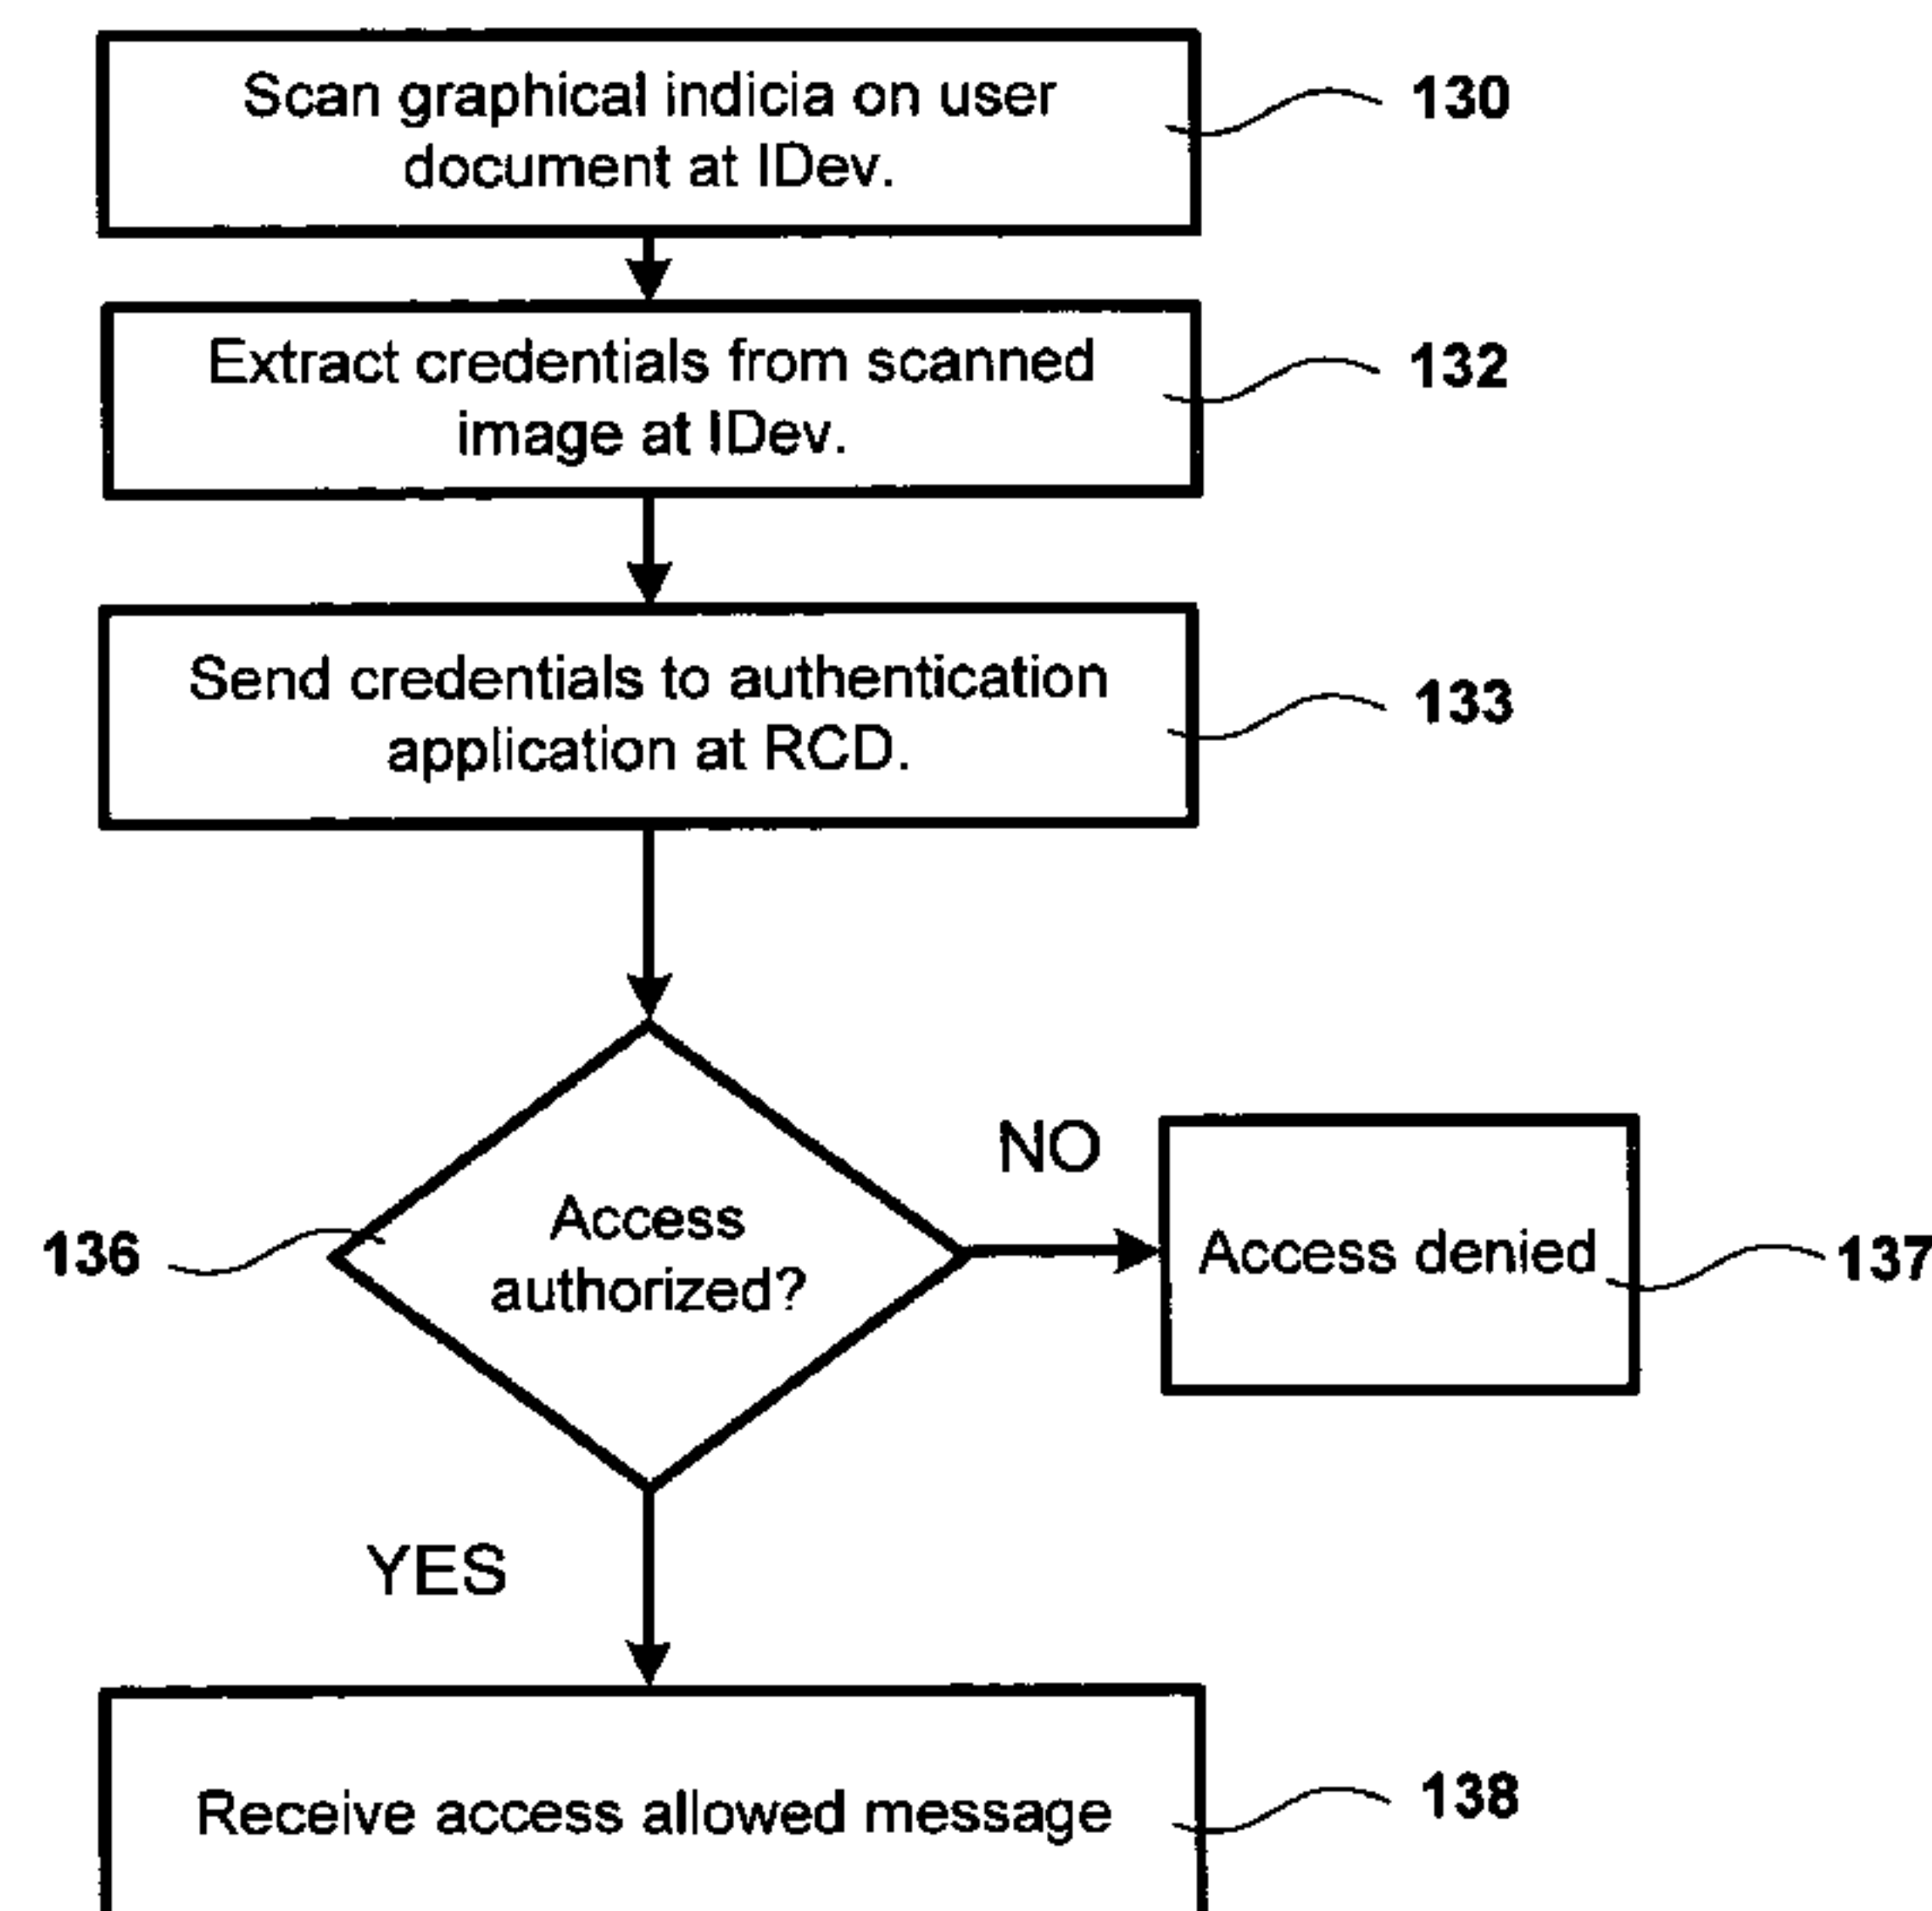 Scan graphical indicia on user
document at IDev.
130
Extract credentials from scanned
image at IDev.
132
Send credentials to authentication
application at RCD.
133
Access
authorized?
136
NO
Access denied
137
YES
Receive access allowed message
138